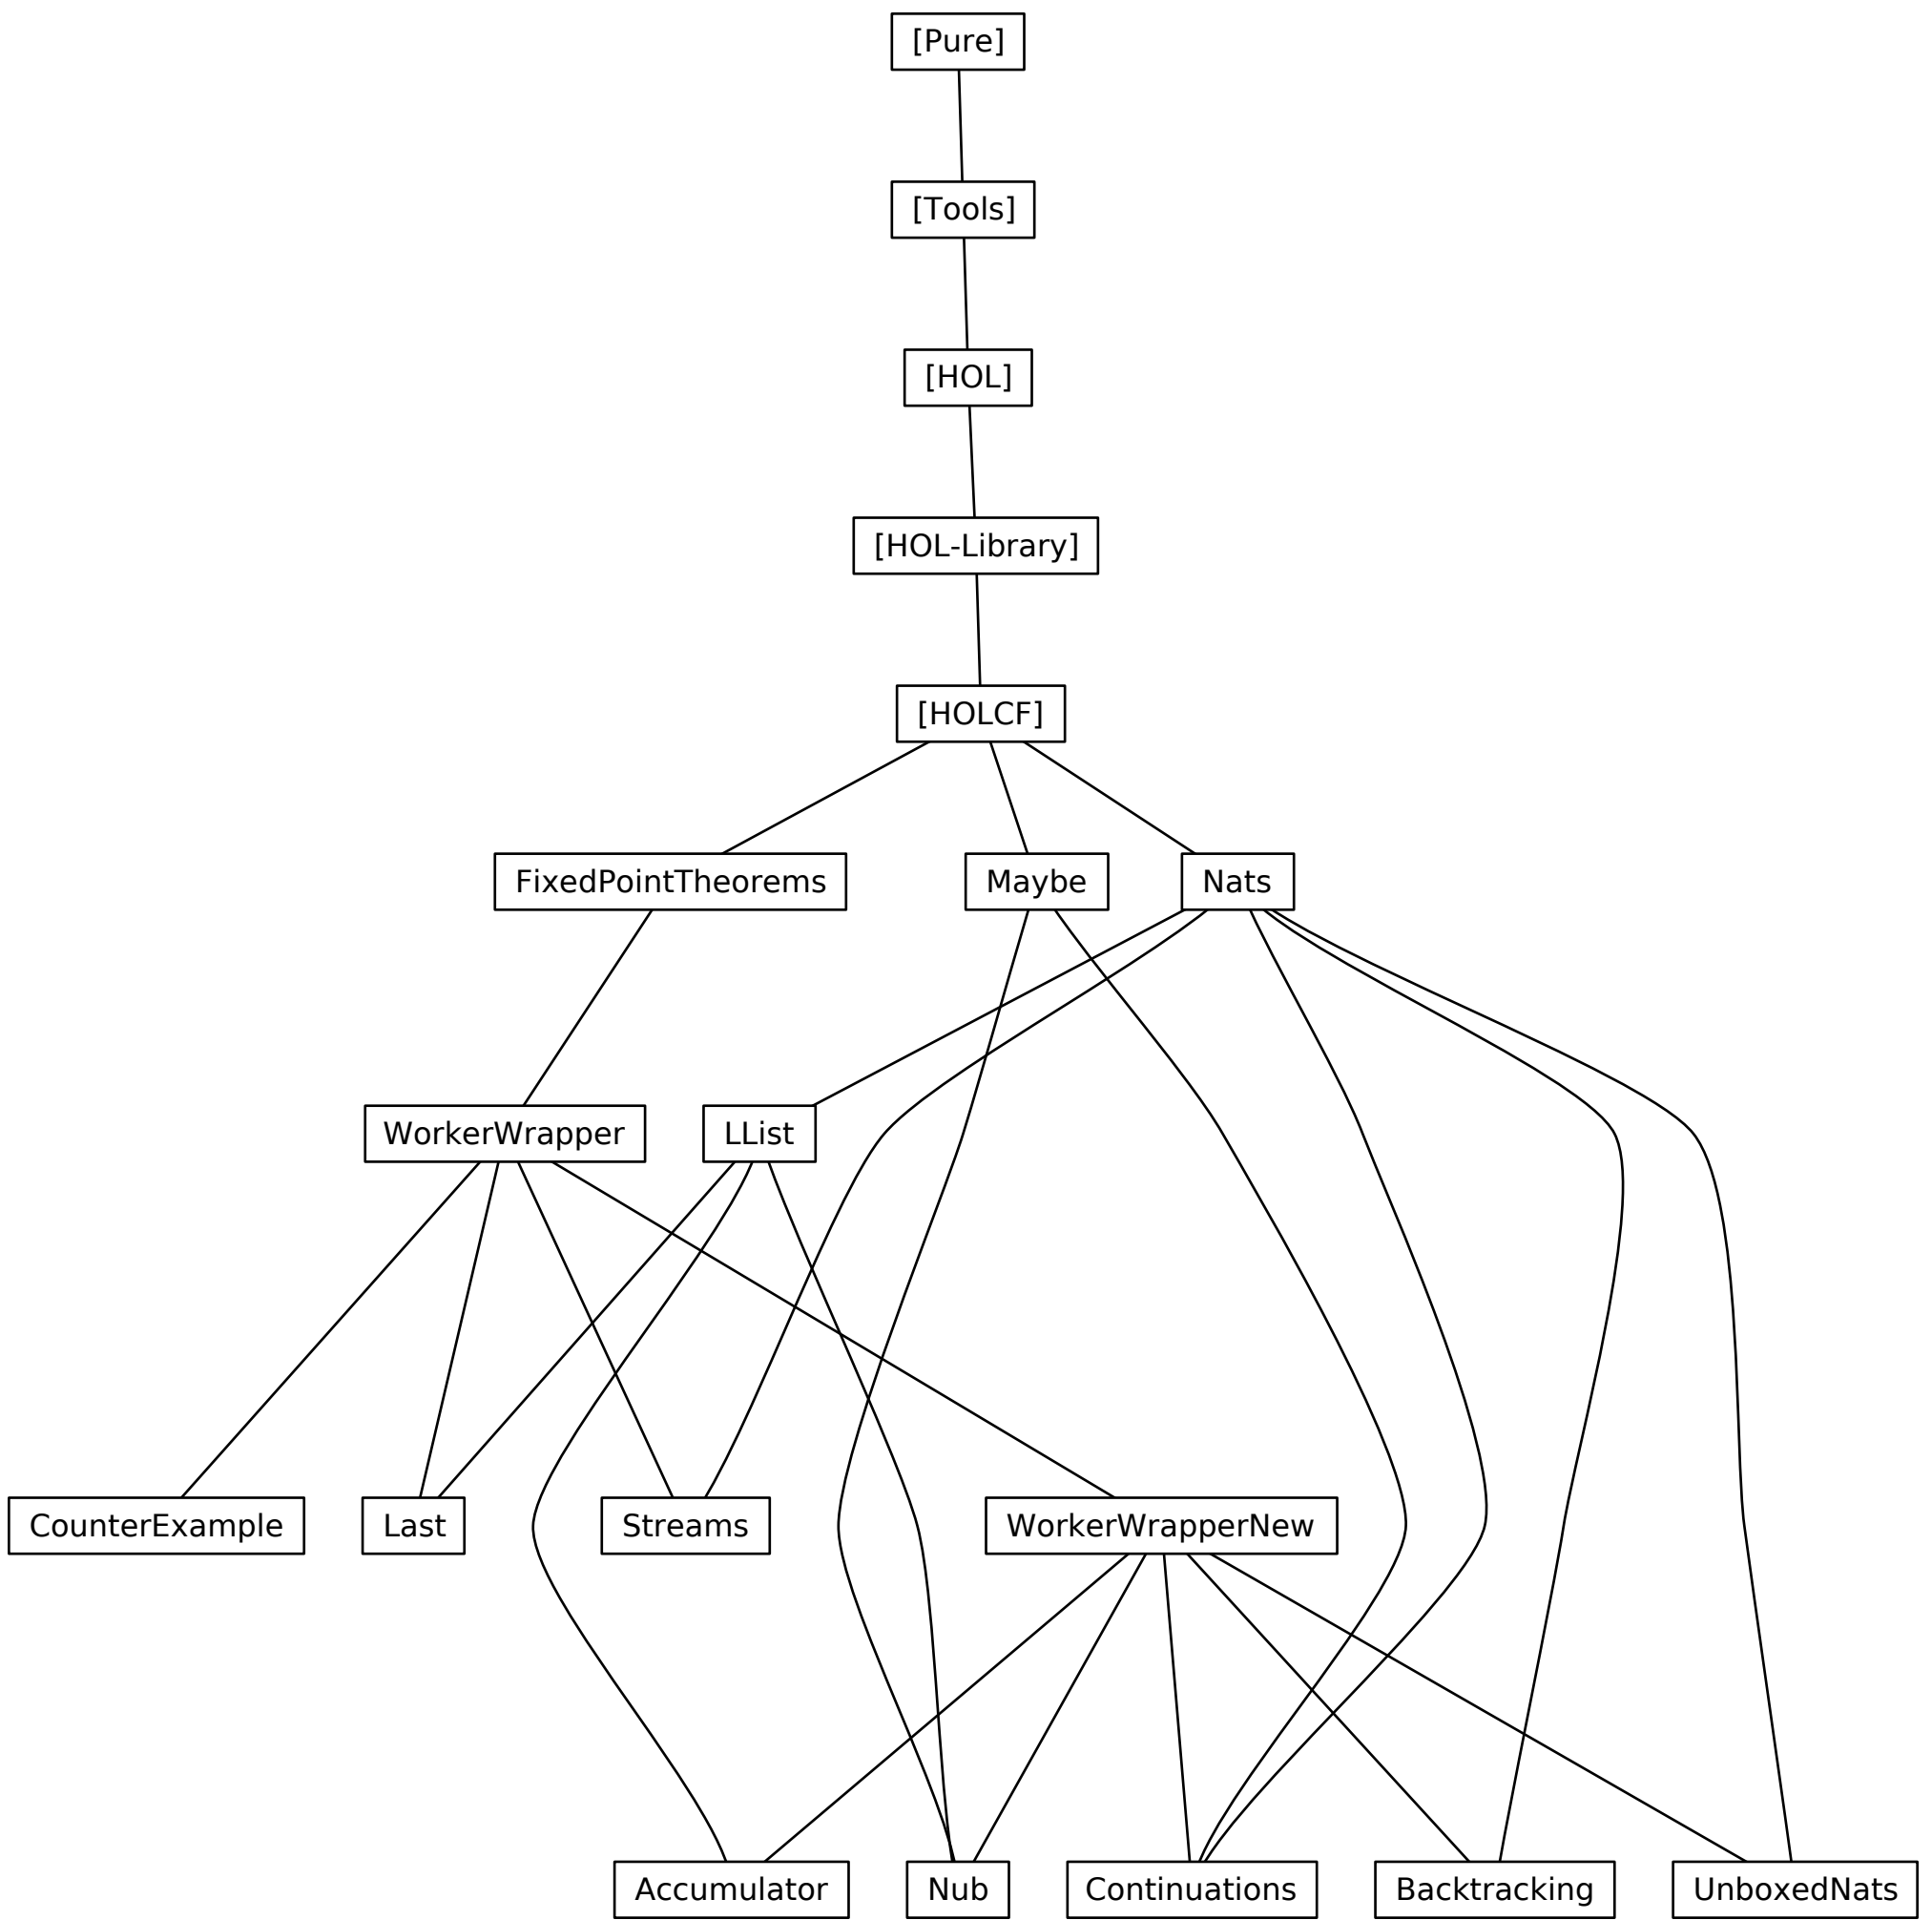 [Pure]
[Tools]
[HOL]
[HOL-Library]
[HOLCF]
FixedPointTheorems
Maybe
Nats
WorkerWrapper
LList
CounterExample
Last
Streams
WorkerWrapperNew
Accumulator
Nub
Continuations
Backtracking
UnboxedNats